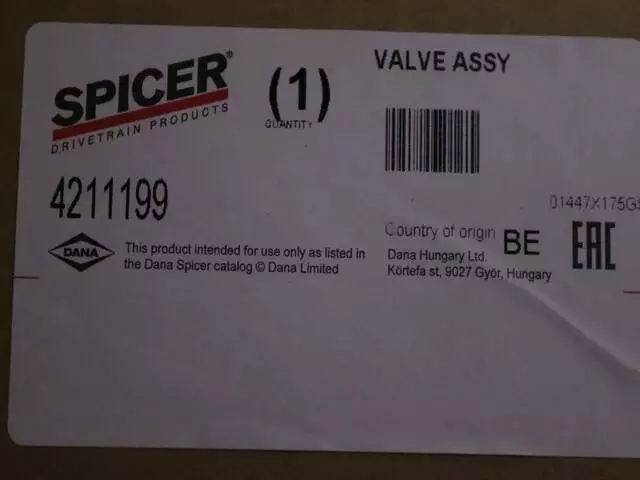 SPICER®
DRIVETRAIN PRODUCTS
(1)
QUANTITY
VALVE ASSY
4211199
01447X175G
DANA
This product intended for use only as listed in
the Dana Spicer catalog © Dana Limited
Country of origin BE
Dana Hungary Ltd.
Körtefa st, 9027 Györ, Hungary
EAC